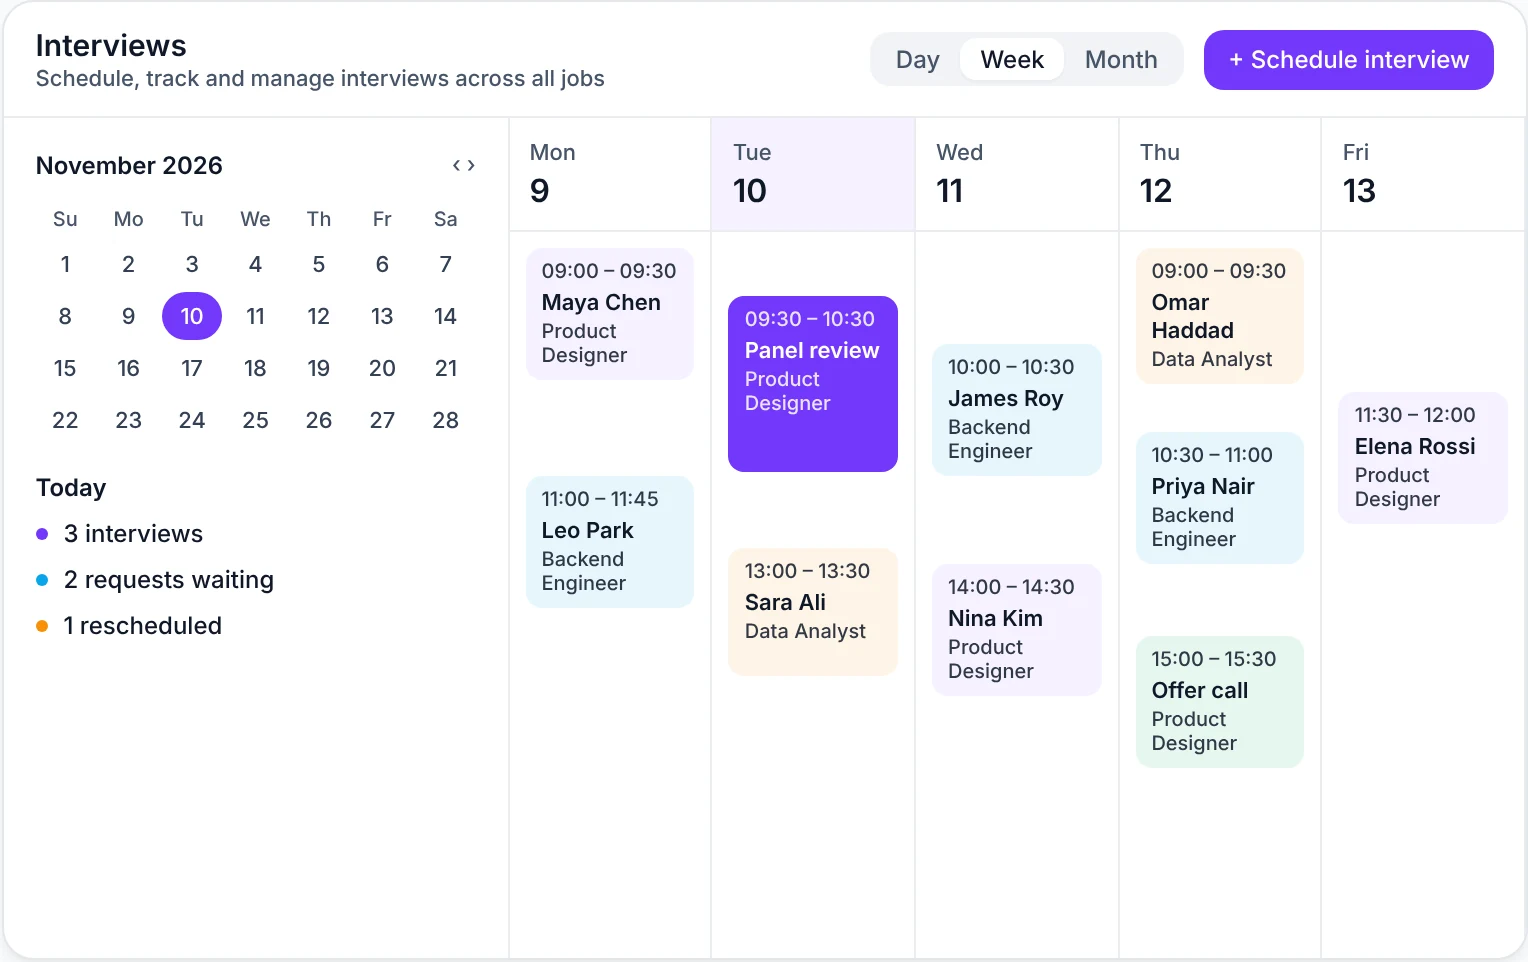 Interviews
Schedule, track and manage interviews across all jobs
Day Week Month
+ Schedule interview
November 2026 ‹ ›
Su Mo Tu We Th Fr Sa
1 2 3 4 5 6 7
8 9 10 11 12 13 14
15 16 17 18 19 20 21
22 23 24 25 26 27 28
Today
3 interviews
2 requests waiting
1 rescheduled
Mon
9
09:00 – 09:30
Maya Chen
Product
Designer
11:00 – 11:45
Leo Park
Backend
Engineer
Tue
10
09:30 – 10:30
Panel review
Product
Designer
13:00 – 13:30
Sara Ali
Data Analyst
Wed
11
10:00 – 10:30
James Roy
Backend
Engineer
14:00 – 14:30
Nina Kim
Product
Designer
Thu
12
09:00 – 09:30
Omar
Haddad
Data Analyst
10:30 – 11:00
Priya Nair
Backend
Engineer
15:00 – 15:30
Offer call
Product
Designer
Fri
13
11:30 – 12:00
Elena Rossi
Product
Designer